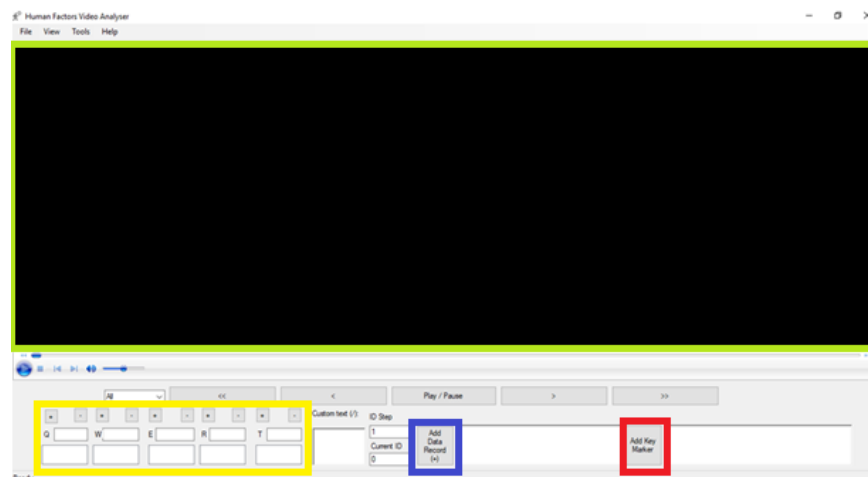 Human Factors Video Analyser
File View Tools Help
All << < Play / Pause > >>
+ - + - + - + - + -
Custom text (/):
ID Step
Q W E R T
1
Current ID
0
Add
Data
Record
(+)
Add Key
Marker